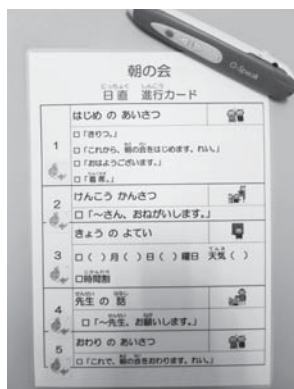 朝の会
日直 進行カード
はじめ の あいさつ
1
□「きりつ。」
□「これから、朝の会をはじめます。れい。」
□「おはようございます。」
□「着席。」
2
けんこう かんさつ
□「～さん、おねがいします。」
きょう の よてい
3
□( )月( )日( )曜日 天気( )
□時間割
4
先生 の 話
□「～先生、お願いします。」
5
おわり の あいさつ
□「これで、朝の会をおわります。れい。」